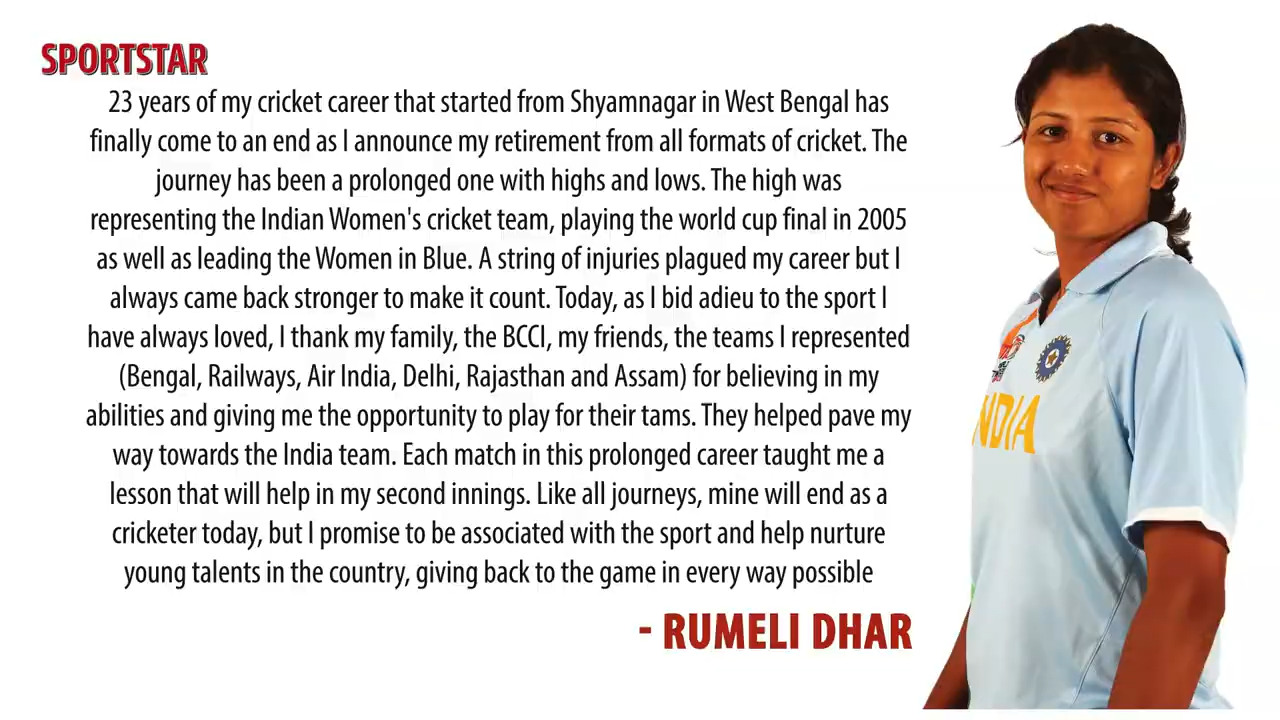 SPORTSTAR
23 years of my cricket career that started from Shyamnagar in West Bengal has
finally come to an end as I announce my retirement from all formats of cricket. The
journey has been a prolonged one with highs and lows. The high was
representing the Indian Women's cricket team, playing the world cup final in 2005
as well as leading the Women in Blue. A string of injuries plagued my career but I
always came back stronger to make it count. Today, as I bid adieu to the sport I
have always loved, I thank my family, the BCCI, my friends, the teams I represented
(Bengal, Railways, Air India, Delhi, Rajasthan and Assam) for believing in my
abilities and giving me the opportunity to play for their tams. They helped pave my
way towards the India team. Each match in this prolonged career taught me a
lesson that will help in my second innings. Like all journeys, mine will end as a
cricketer today, but I promise to be associated with the sport and help nurture
young talents in the country, giving back to the game in every way possible
- RUMELI DHAR
INDIA